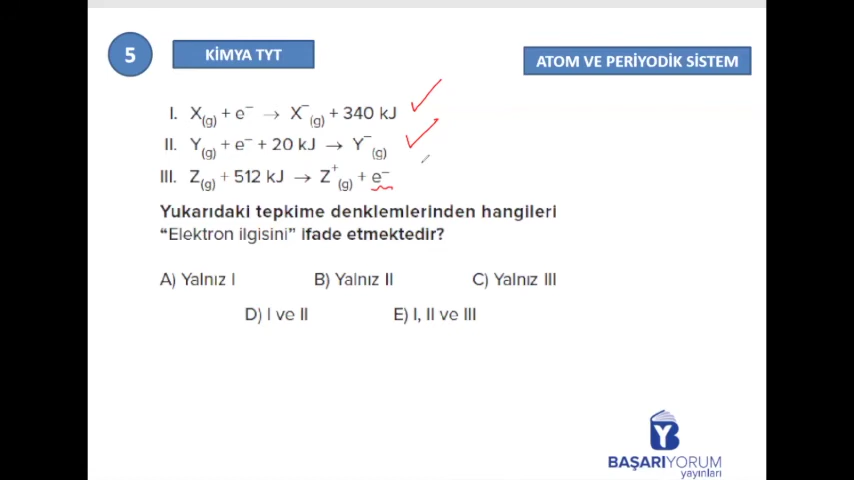 5
KİMYA TYT
ATOM VE PERİYODİK SİSTEM
I. X(g) + e⁻ → X⁻(g) + 340 kJ
II. Y(g) + e⁻ + 20 kJ → Y⁻(g)
III. Z(g) + 512 kJ → Z⁺(g) + e⁻
Yukarıdaki tepkime denklemlerinden hangileri
“Elektron ilgisini” ifade etmektedir?
A) Yalnız I B) Yalnız II C) Yalnız III
D) I ve II E) I, II ve III
BAŞARIYORUM
yayınları